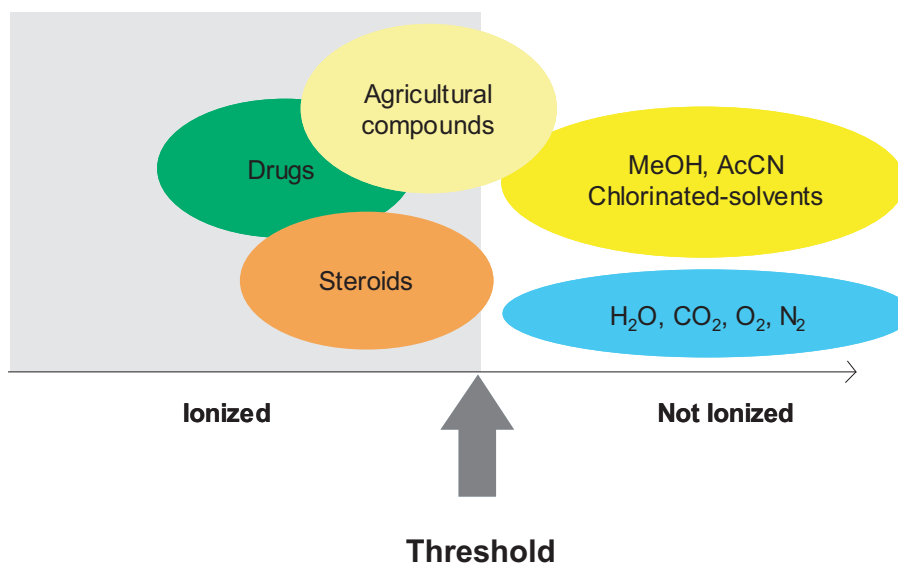 Agricultural
compounds
Drugs
MeOH, AcCN
Chlorinated-solvents
Steroids
H₂O, CO₂, O₂, N₂
Ionized
Not Ionized
Threshold